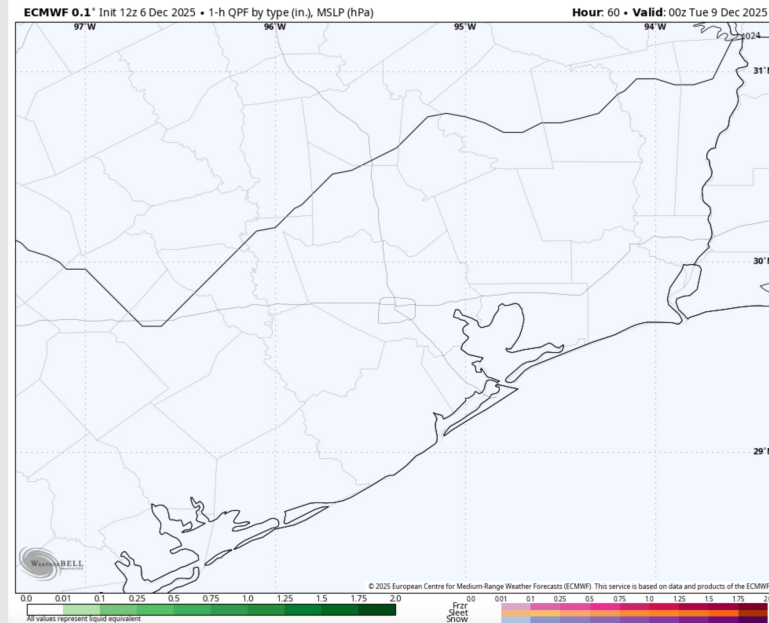 ECMWF 0.1° Init 12z 6 Dec 2025 • 1-h QPF by type (in.), MSLP (hPa)
Hour: 60 • Valid: 00z Tue 9 Dec 2025
97°W 96°W 95°W 94°W
1024
31°N
30°N
29°N
WeatherBELL
© 2025 European Centre for Medium-Range Weather Forecasts (ECMWF). This service is based on data and products of the ECMWF
0.0 0.01 0.1 0.25 0.5 0.75 1.0 1.25 1.5 1.75 2.0
All values represent liquid equivalent
0.0 0.01 0.1 0.25 0.5 0.75 1.0 1.25 1.5 1.75 2.
Frzr
Sleet
Snow